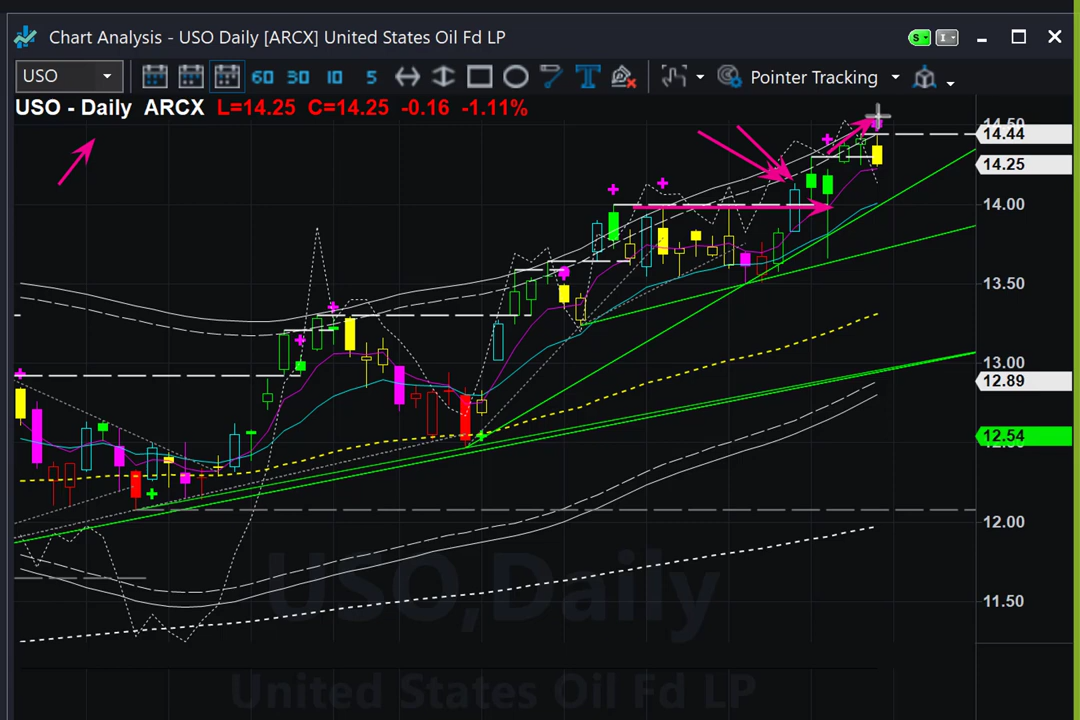 Chart Analysis - USO Daily [ARCX] United States Oil Fd LP
S
I
USO
60 30 10 5
T
Pointer Tracking
USO - Daily ARCX L=14.25 C=14.25 -0.16 -1.11%
14.44
14.25
14.00
13.50
13.00
12.89
12.54
12.00
11.50
USO,Daily
United States Oil Fd LP